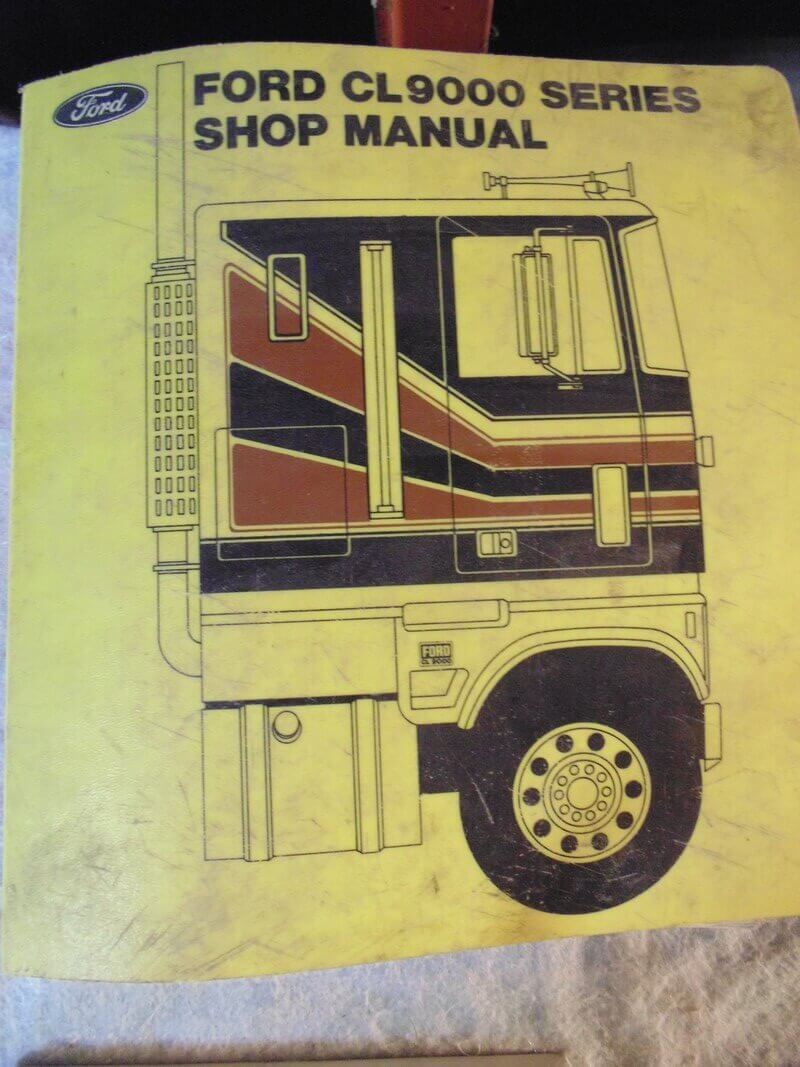 Ford
FORD CL9000 SERIES
SHOP MANUAL
FORD
CL 9000